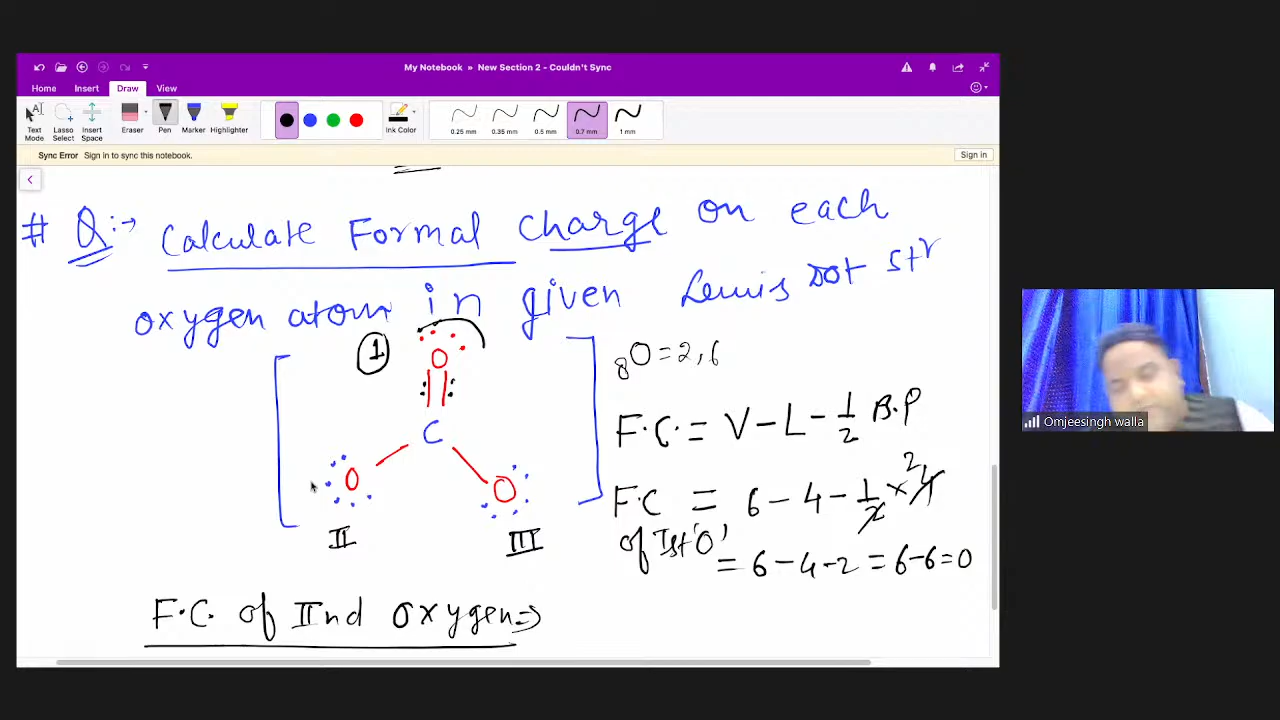 My Notebook » New Section 2 - Couldn't Sync
Home Insert Draw View
Text Mode
Lasso Select
Insert Space
Eraser
Pen
Marker
Highlighter
Ink Color
0.25 mm
0.35 mm
0.5 mm
0.7 mm
1 mm
Sync Error Sign in to sync this notebook.
Sign in
# Q:→ Calculate Formal Charge on each
oxygen atom in given Lewis Dot str
1
O
C
O O
II III
₈O = 2, 6
F.C. = V - L - 1/2 B.P
F.C of Ist 'O' = 6 - 4 - 1/2 × 4 2
= 6 - 4 - 2 = 6 - 6 = 0
F.C. of IInd oxygen ⇒
Omjeesingh walla